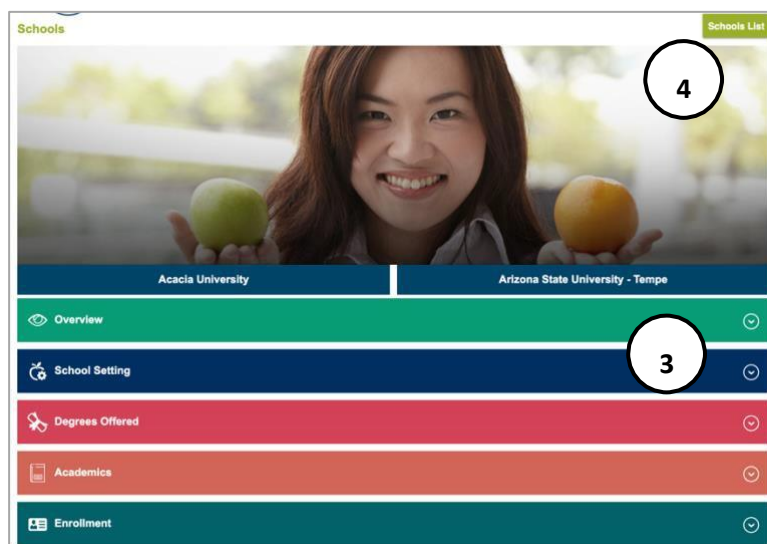 Schools
Schools List
4
Acacia University
Arizona State University - Tempe
Overview
3
School Setting
Degrees Offered
Academics
Enrollment